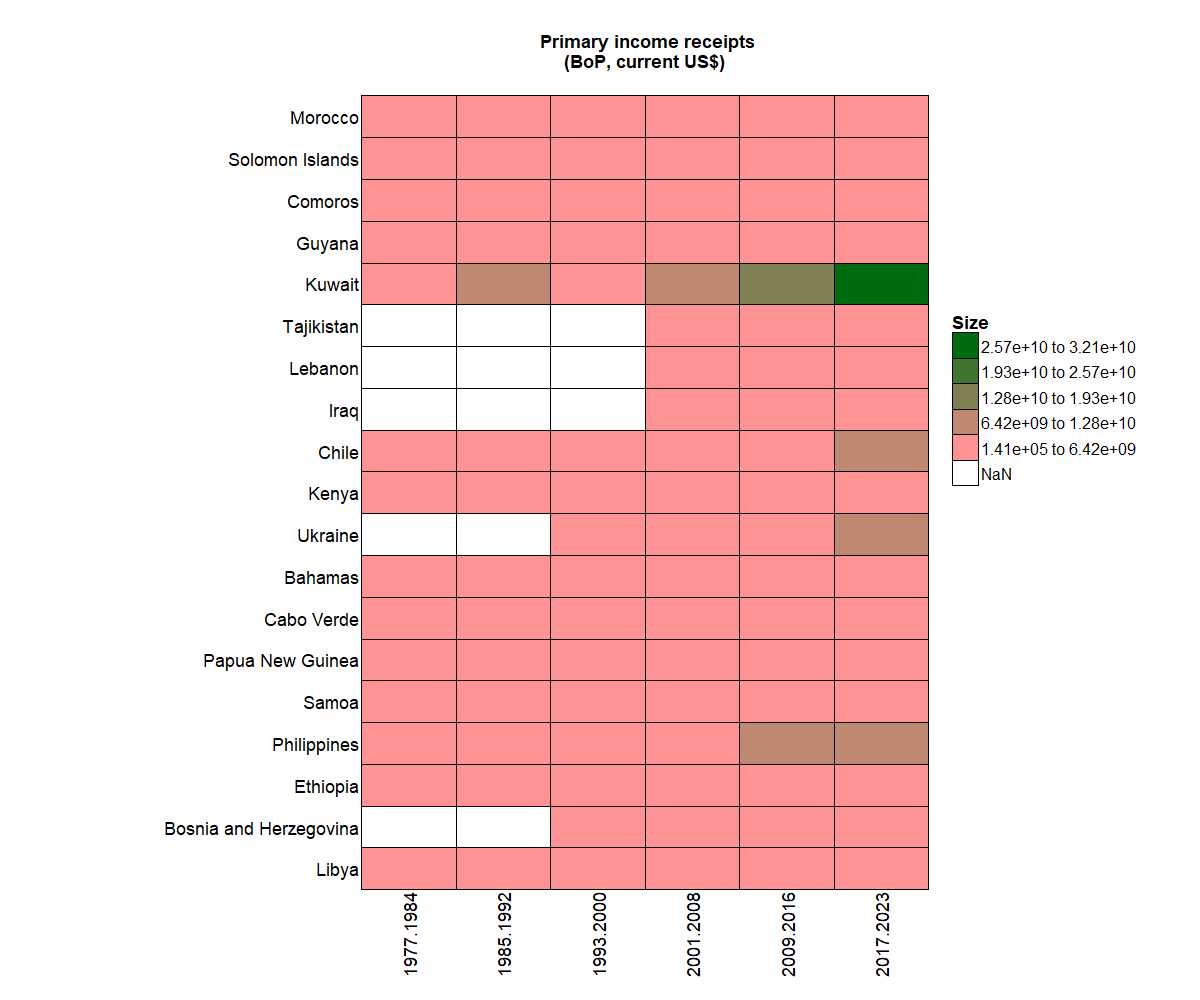 Primary income receipts
(BoP, current US$)
Morocco
Solomon Islands
Comoros
Guyana
Kuwait
Tajikistan
Lebanon
Iraq
Chile
Kenya
Ukraine
Bahamas
Cabo Verde
Papua New Guinea
Samoa
Philippines
Ethiopia
Bosnia and Herzegovina
Libya
1977.1984
1985.1992
1993.2000
2001.2008
2009.2016
2017.2023
Size
2.57e+10 to 3.21e+10
1.93e+10 to 2.57e+10
1.28e+10 to 1.93e+10
6.42e+09 to 1.28e+10
1.41e+05 to 6.42e+09
NaN